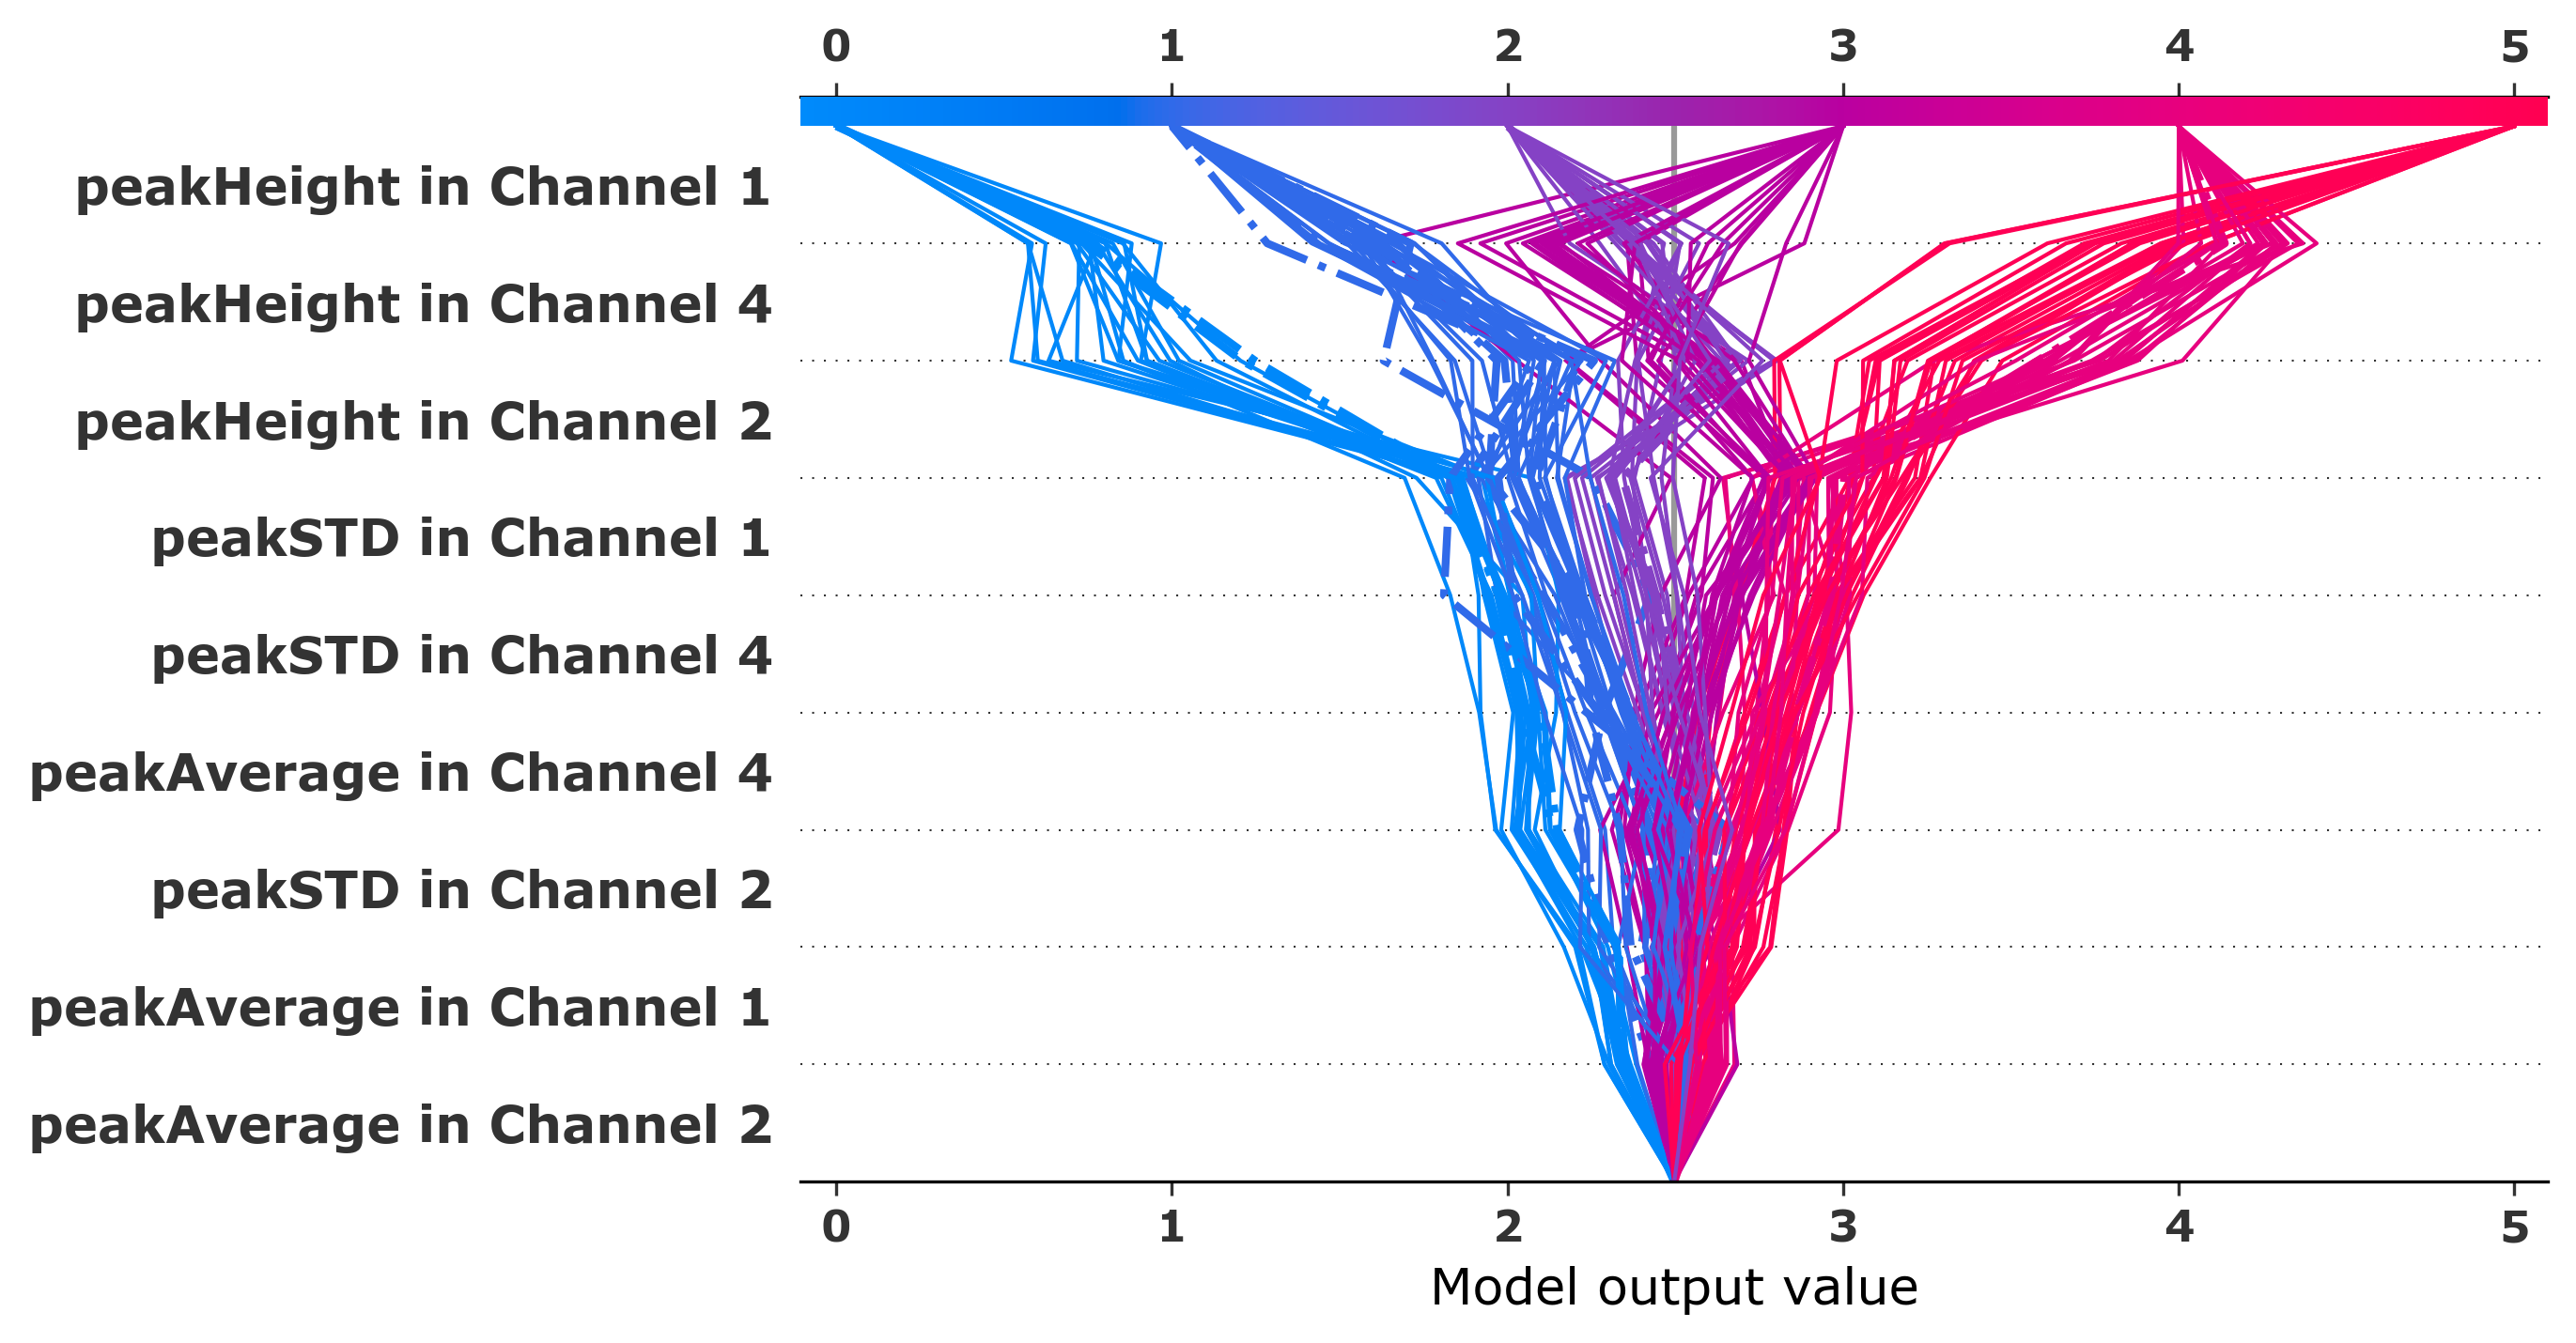 0 1 2 3 4 5
peakHeight in Channel 1
peakHeight in Channel 4
peakHeight in Channel 2
peakSTD in Channel 1
peakSTD in Channel 4
peakAverage in Channel 4
peakSTD in Channel 2
peakAverage in Channel 1
peakAverage in Channel 2
0 1 2 3 4 5
Model output value